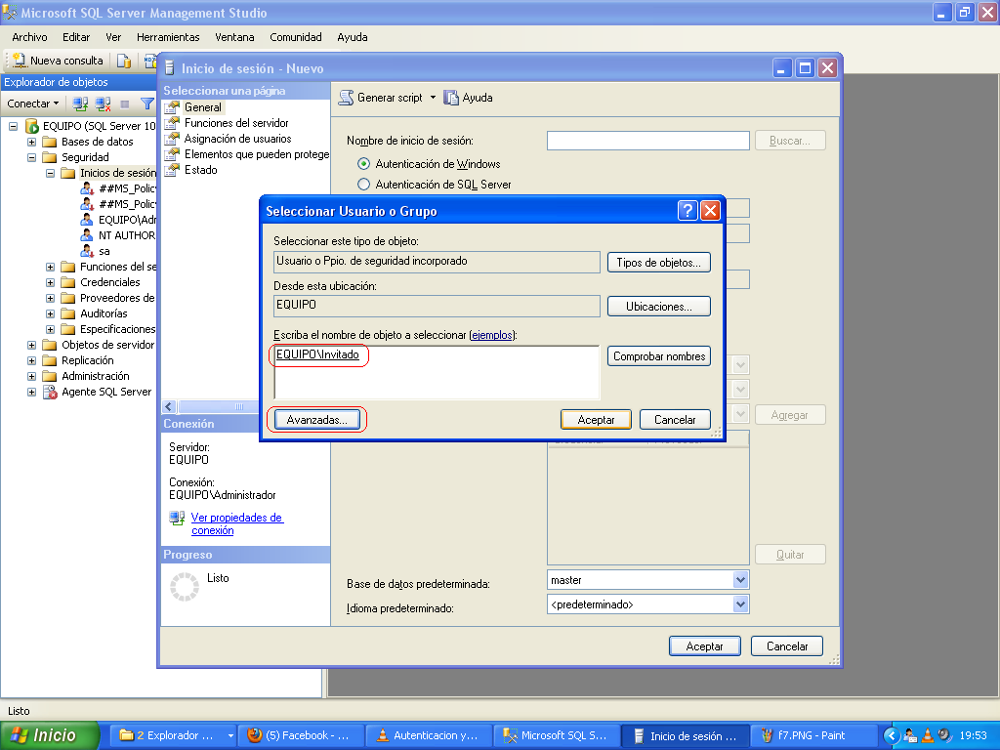 Microsoft SQL Server Management Studio
Archivo Editar Ver Herramientas Ventana Comunidad Ayuda
Nueva consulta
Explorador de objetos
Conectar
EQUIPO (SQL Server 10
Bases de datos
Seguridad
Inicios de sesión
##MS_Policy
##MS_Policy
EQUIPO\Adm
NT AUTHOR
sa
Funciones del se
Credenciales
Proveedores de
Auditorías
Especificaciones
Objetos de servidor
Replicación
Administración
Agente SQL Server
Inicio de sesión - Nuevo
Seleccionar una página
General
Funciones del servidor
Asignación de usuarios
Elementos que pueden protege
Estado
Conexión
Servidor:
EQUIPO
Conexión:
EQUIPO\Administrador
Ver propiedades de
conexión
Progreso
Listo
Generar script Ayuda
Nombre de inicio de sesión: Buscar...
Autenticación de Windows
Autenticación de SQL Server
Seleccionar Usuario o Grupo
Seleccionar este tipo de objeto:
Usuario o Ppio. de seguridad incorporado Tipos de objetos...
Desde esta ubicación:
EQUIPO Ubicaciones...
Escriba el nombre de objeto a seleccionar (ejemplos):
EQUIPO\Invitado Comprobar nombres
Avanzadas... Aceptar Cancelar
Agregar
Quitar
Base de datos predeterminada: master
Idioma predeterminado: <predeterminado>
Aceptar Cancelar
Listo
Inicio 2 Explorador ... (5) Facebook - ... Autenticacion y... Microsoft SQL S... Inicio de sesión ... f7.PNG - Paint 19:53